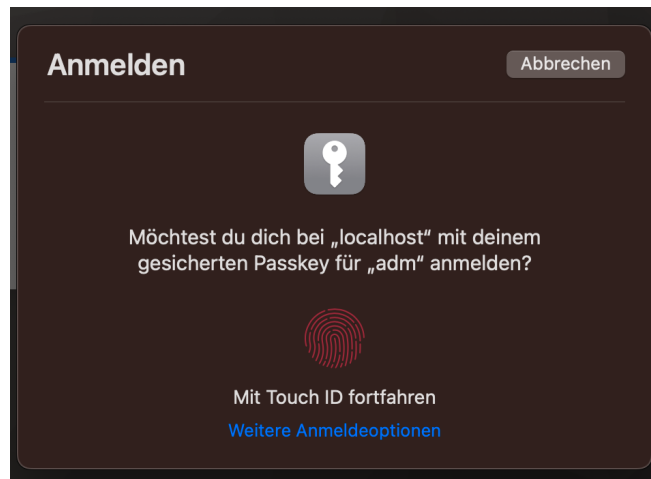 Anmelden
Abbrechen
Möchtest du dich bei „localhost“ mit deinem
gesicherten Passkey für „adm“ anmelden?
Mit Touch ID fortfahren
Weitere Anmeldeoptionen